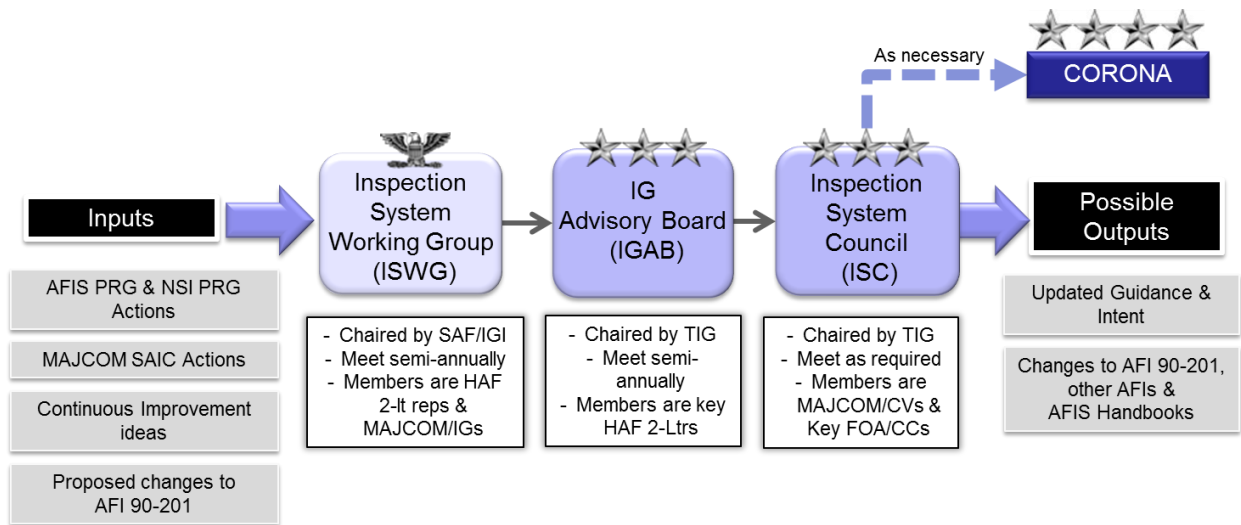 As necessary
CORONA
Inputs
Inspection
System
Working Group
(ISWG)
IG
Advisory Board
(IGAB)
Inspection
System
Council
(ISC)
Possible
Outputs
AFIS PRG & NSI PRG
Actions
MAJCOM SAIC Actions
Continuous Improvement
ideas
Proposed changes to
AFI 90-201
- Chaired by SAF/IGI
- Meet semi-annually
- Members are HAF
2-lt reps &
MAJCOM/IGs
- Chaired by TIG
- Meet semi-
annually
- Members are key
HAF 2-Ltrs
- Chaired by TIG
- Meet as required
- Members are
MAJCOM/CVs &
Key FOA/CCs
Updated Guidance &
Intent
Changes to AFI 90-201,
other AFIs &
AFIS Handbooks